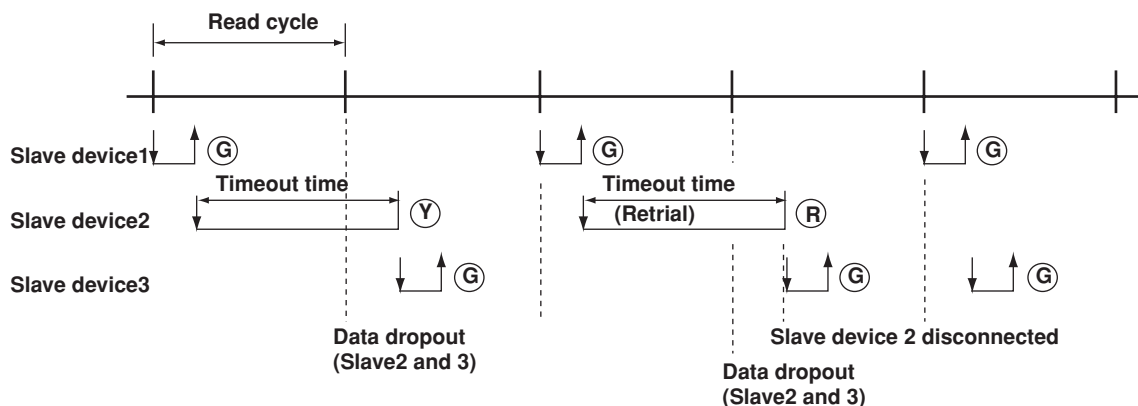 Read cycle
Slave device1
G
G
G
Timeout time
Timeout time
(Retrial)
Slave device2
Y
R
Slave device3
G
G
G
Data dropout
(Slave2 and 3)
Slave device 2 disconnected
Data dropout
(Slave2 and 3)